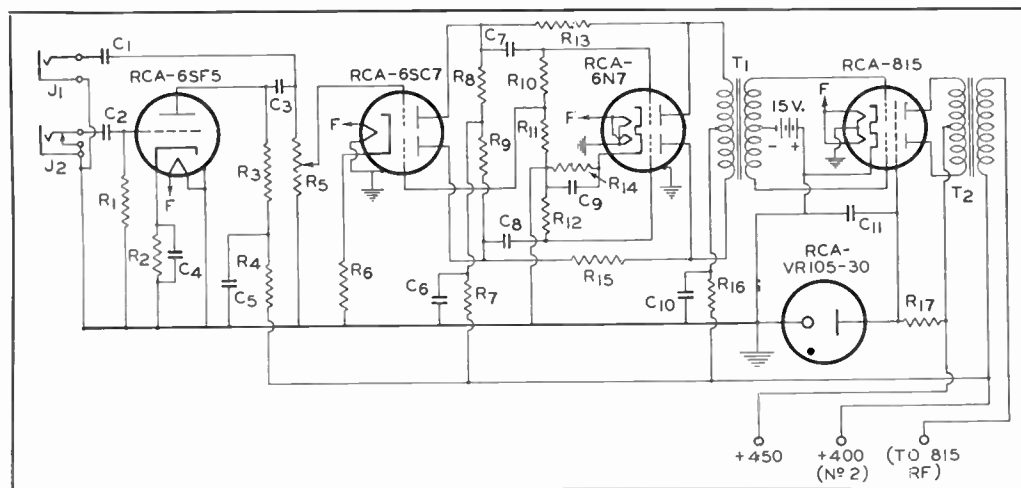 C1
J1
J2
C2
RCA-6SF5
R1
F
R2
C4
C3
R3
R5
R4
C5
RCA-6SC7
F
R6
C6
R7
R8
R9
C7
C8
R10
R11
R12
R13
RCA-
6N7
F
R14
C9
R15
T1
C10
R16
15 V.
- +
RCA-815
F
C11
T2
RCA-
VR105-30
R17
+450
+400
(Nº 2)
(TO 815
RF)